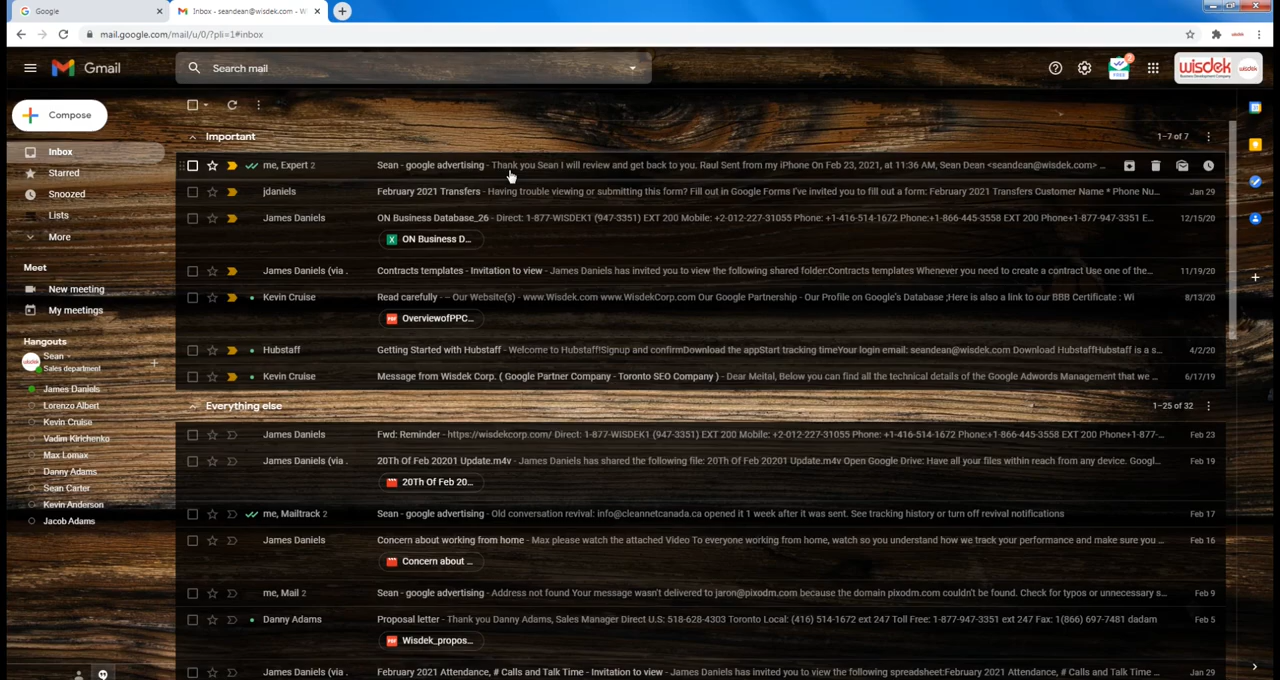 Google
Inbox - seandean@wisdek.com - W
mail.google.com/mail/u/0/?pli=1#inbox
Gmail
Search mail
2
FREE
wisdek
Business Development Company
wisdek
Compose
Inbox
Starred
Snoozed
Lists
More
Meet
New meeting
My meetings
Hangouts
Sean
Sales department
James Daniels
Lorenzo Albert
Kevin Cruise
Vadim Kirichenko
Max Lomax
Danny Adams
Sean Carter
Kevin Anderson
Jacob Adams
Important 1–7 of 7
me, Expert 2 Sean - google advertising - Thank you Sean I will review and get back to you. Raul Sent from my iPhone On Feb 23, 2021, at 11:36 AM, Sean Dean <seandean@wisdek.com> ...
jdaniels February 2021 Transfers - Having trouble viewing or submitting this form? Fill out in Google Forms I've invited you to fill out a form: February 2021 Transfers Customer Name * Phone Nu... Jan 29
James Daniels ON Business Database_26 - Direct: 1-877-WISDEK1 (947-3351) EXT 200 Mobile: +2-012-227-31055 Phone: +1-416-514-1672 Phone:+1-866-445-3558 EXT 200 Phone+1-877-947-3351 E... 12/15/20
ON Business D...
James Daniels (via . Contracts templates - Invitation to view - James Daniels has invited you to view the following shared folder:Contracts templates Whenever you need to create a contract Use one of the... 11/19/20
Kevin Cruise Read carefully - -- Our Website(s) - www.Wisdek.com www.WisdekCorp.com Our Google Partnership - Our Profile on Google's Database ;Here is also a link to our BBB Certificate : Wi 8/13/20
OverviewofPPC...
Hubstaff Getting Started with Hubstaff - Welcome to Hubstaff!Signup and confirmDownload the appStart tracking timeYour login email: seandean@wisdek.com Download HubstaffHubstaff is a s... 4/2/20
Kevin Cruise Message from Wisdek Corp. ( Google Partner Company - Toronto SEO Company ) - Dear Meital, Below you can find all the technical details of the Google Adwords Management that we ... 6/17/19
Everything else 1–25 of 32
James Daniels Fwd: Reminder - https://wisdekcorp.com/ Direct: 1-877-WISDEK1 (947-3351) EXT 200 Mobile: +2-012-227-31055 Phone: +1-416-514-1672 Phone:+1-866-445-3558 EXT 200 Phone+1-877-... Feb 23
James Daniels (via . 20Th Of Feb 20201 Update.m4v - James Daniels has shared the following file: 20Th Of Feb 20201 Update.m4v Open Google Drive: Have all your files within reach from any device. Googl... Feb 19
20Th Of Feb 20...
me, Mailtrack 2 Sean - google advertising - Old conversation revival: info@cleannetcanada.ca opened it 1 week after it was sent. See tracking history or turn off revival notifications Feb 17
James Daniels Concern about working from home - Max please watch the attached Video To everyone working from home, watch so you understand how we track your performance and make sure you ... Feb 16
Concern about ...
me, Mail 2 Sean - google advertising - Address not found Your message wasn't delivered to jaron@pixodm.com because the domain pixodm.com couldn't be found. Check for typos or unnecessary s... Feb 9
Danny Adams Proposal letter - Thank you Danny Adams, Sales Manager Direct U.S: 518-628-4303 Toronto Local: (416) 514-1672 ext 247 Toll Free: 1-877-947-3351 ext 247 Fax: 1(866) 697-7481 dadam Feb 5
Wisdek_propos...
James Daniels (via . February 2021 Attendance, # Calls and Talk Time - Invitation to view - James Daniels has invited you to view the following spreadsheet:February 2021 Attendance, # Calls and Talk Time ... Jan 29